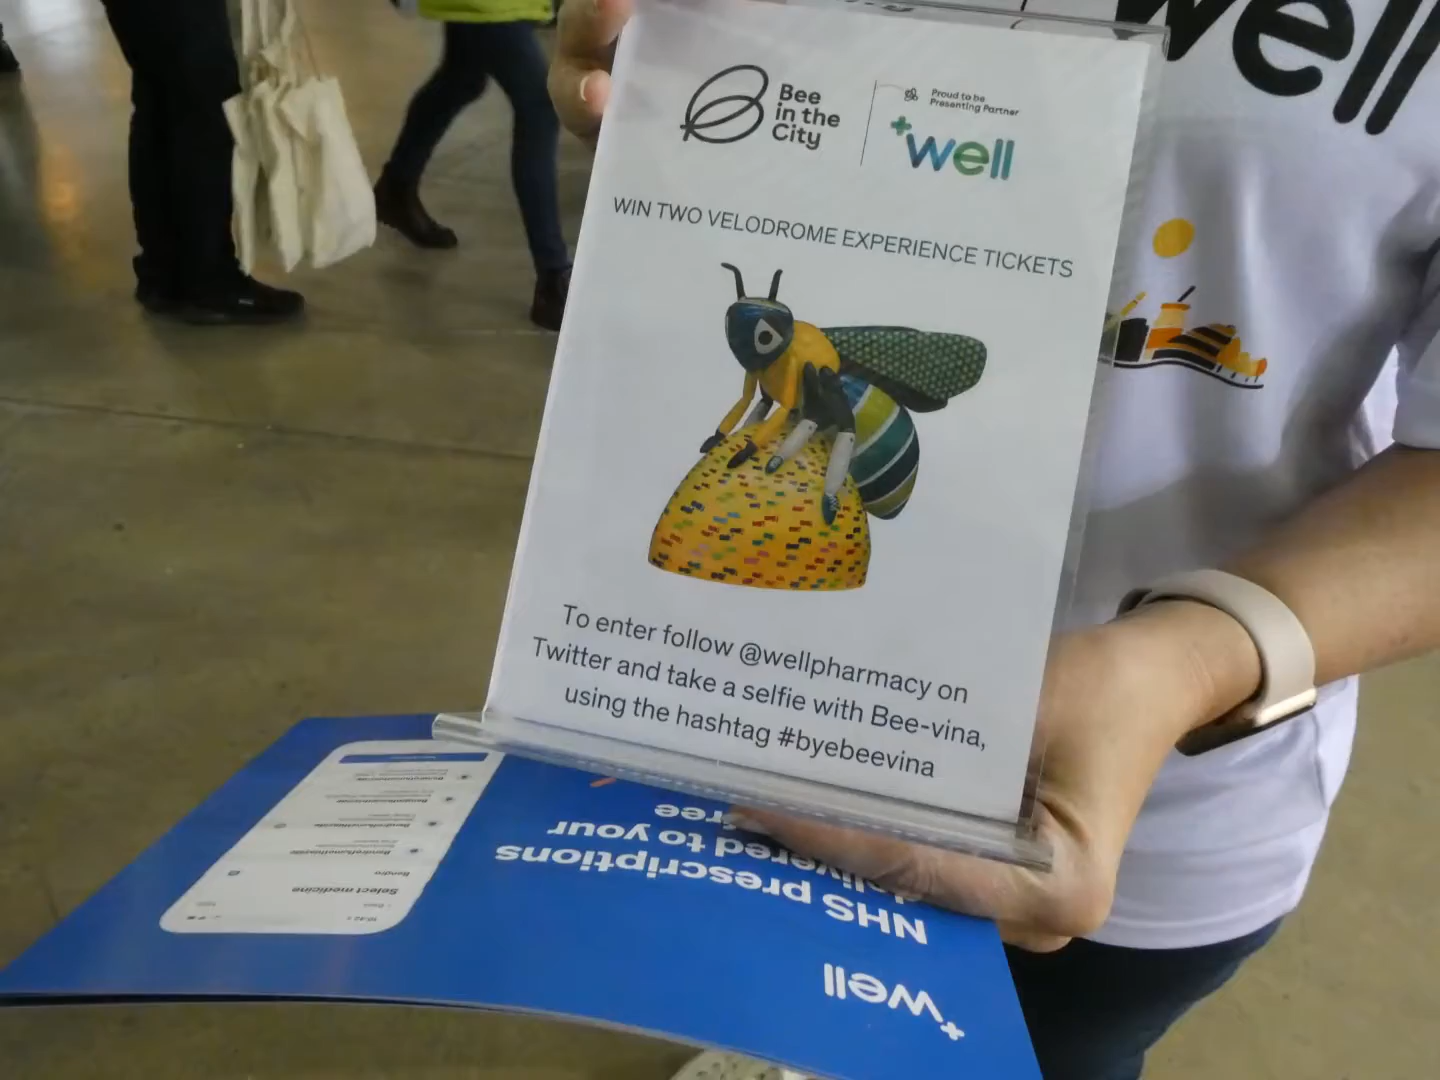 Bee
in the
City
Proud to be
Presenting Partner
+well
WIN TWO VELODROME EXPERIENCE TICKETS
To enter follow @wellpharmacy on
Twitter and take a selfie with Bee-vina,
using the hashtag #byebeevina
well
+well
NHS prescriptions
delivered to your
free
Select medicine